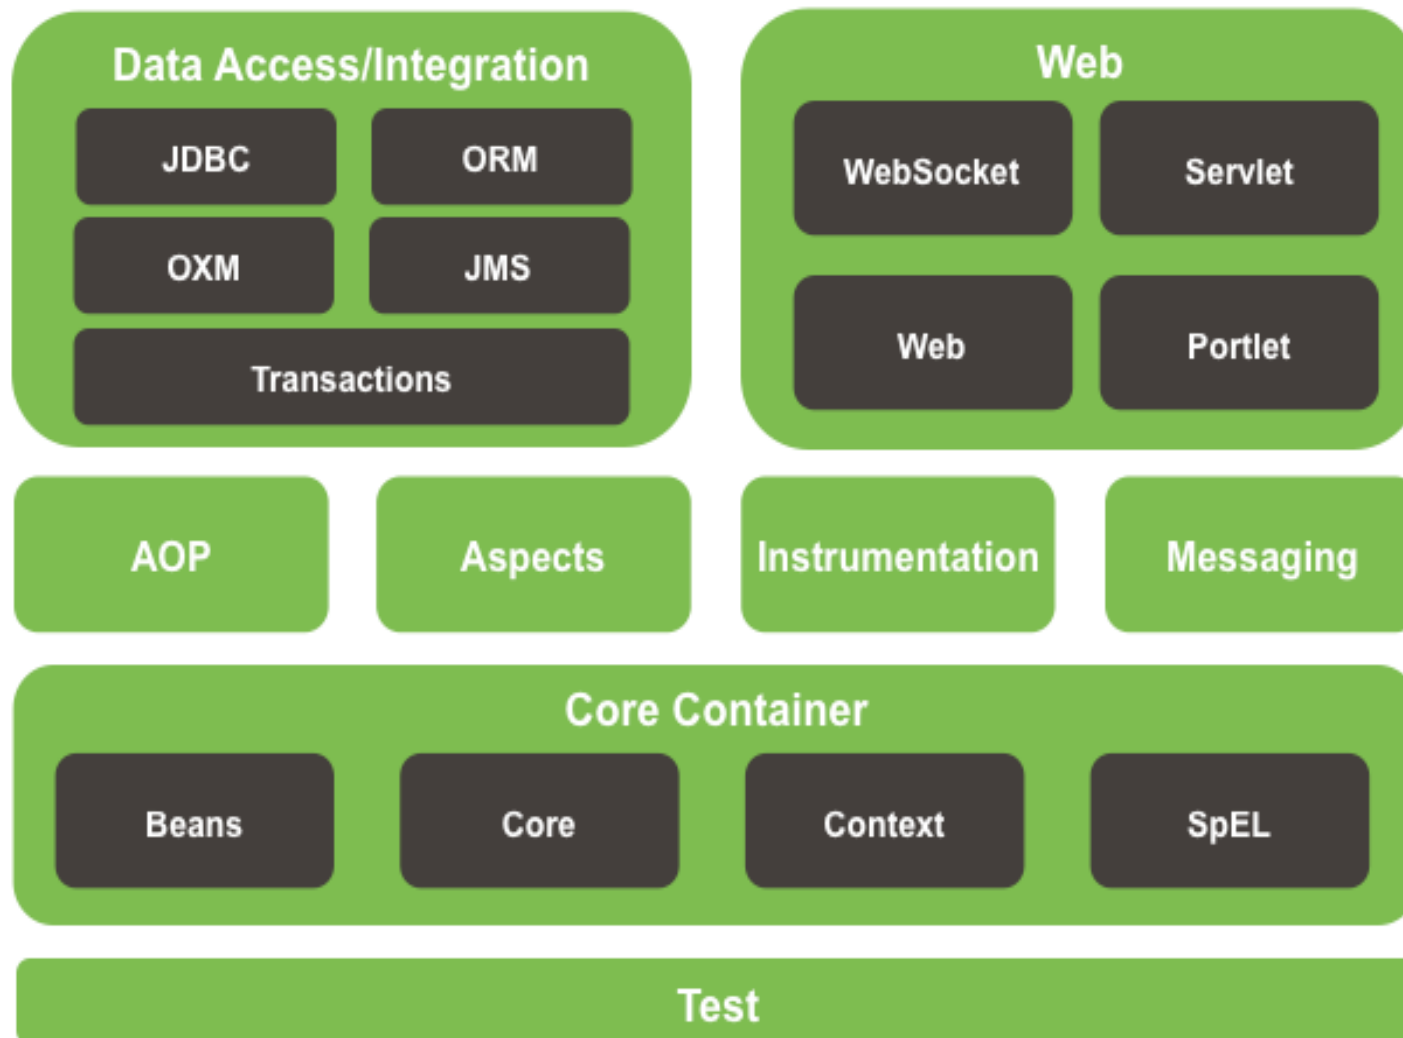 Data Access/Integration
JDBC
ORM
OXM
JMS
Transactions
Web
WebSocket
Servlet
Web
Portlet
AOP
Aspects
Instrumentation
Messaging
Core Container
Beans
Core
Context
SpEL
Test